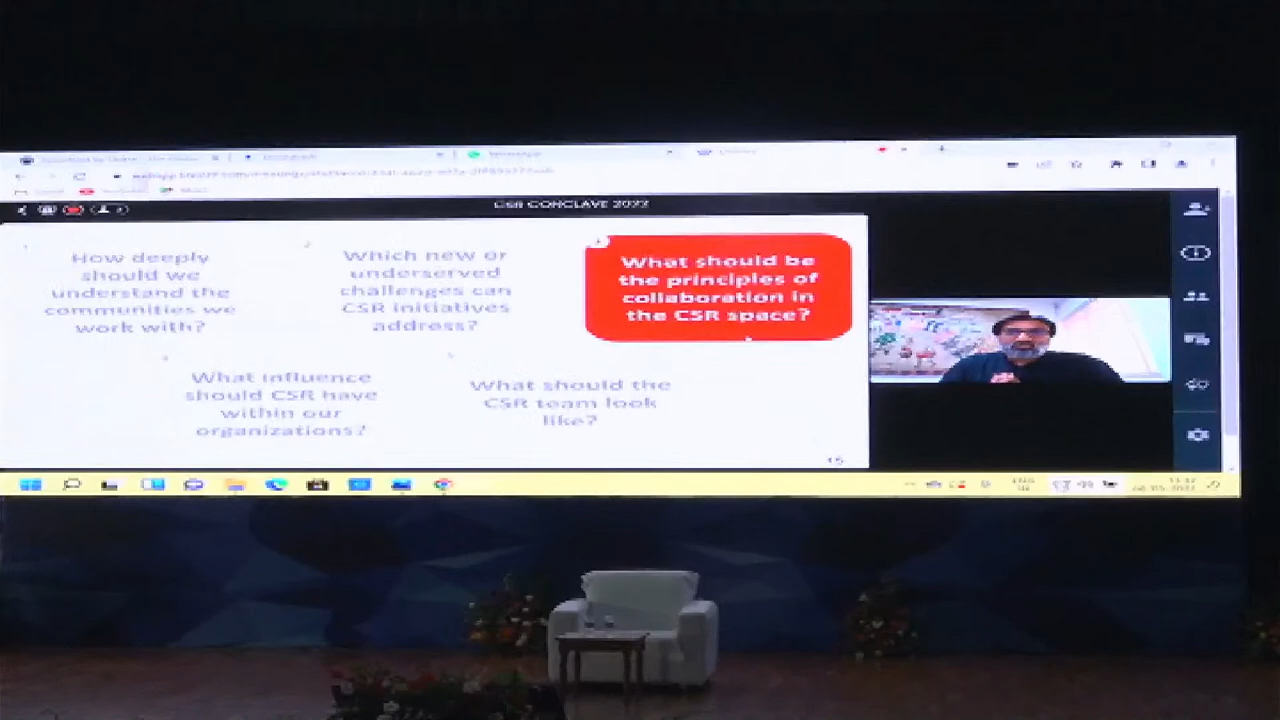 WhatsApp
CSR CONCLAVE 2022
How deeply
should we
understand the
communities we
work with?
Which new or
underserved
challenges can
CSR initiatives
address?
What should be
the principles of
collaboration in
the CSR space?
What influence
should CSR have
within our
organizations?
What should the
CSR team look
like?
15